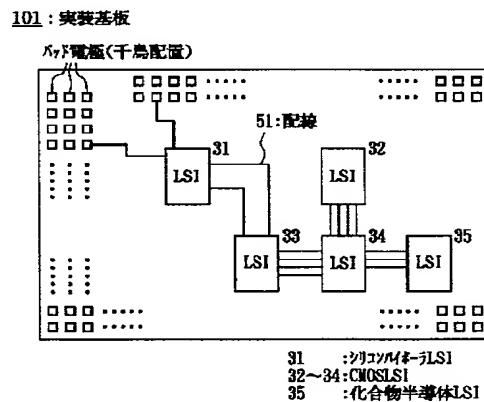 101:実装基板
パッド電極(千鳥配置)
51:配線
31
LSI
32
LSI
33
LSI
34
LSI
35
LSI
31 :シリコンバイポーラLSI
32～34:CMOSLSI
35 :化合物半導体LSI